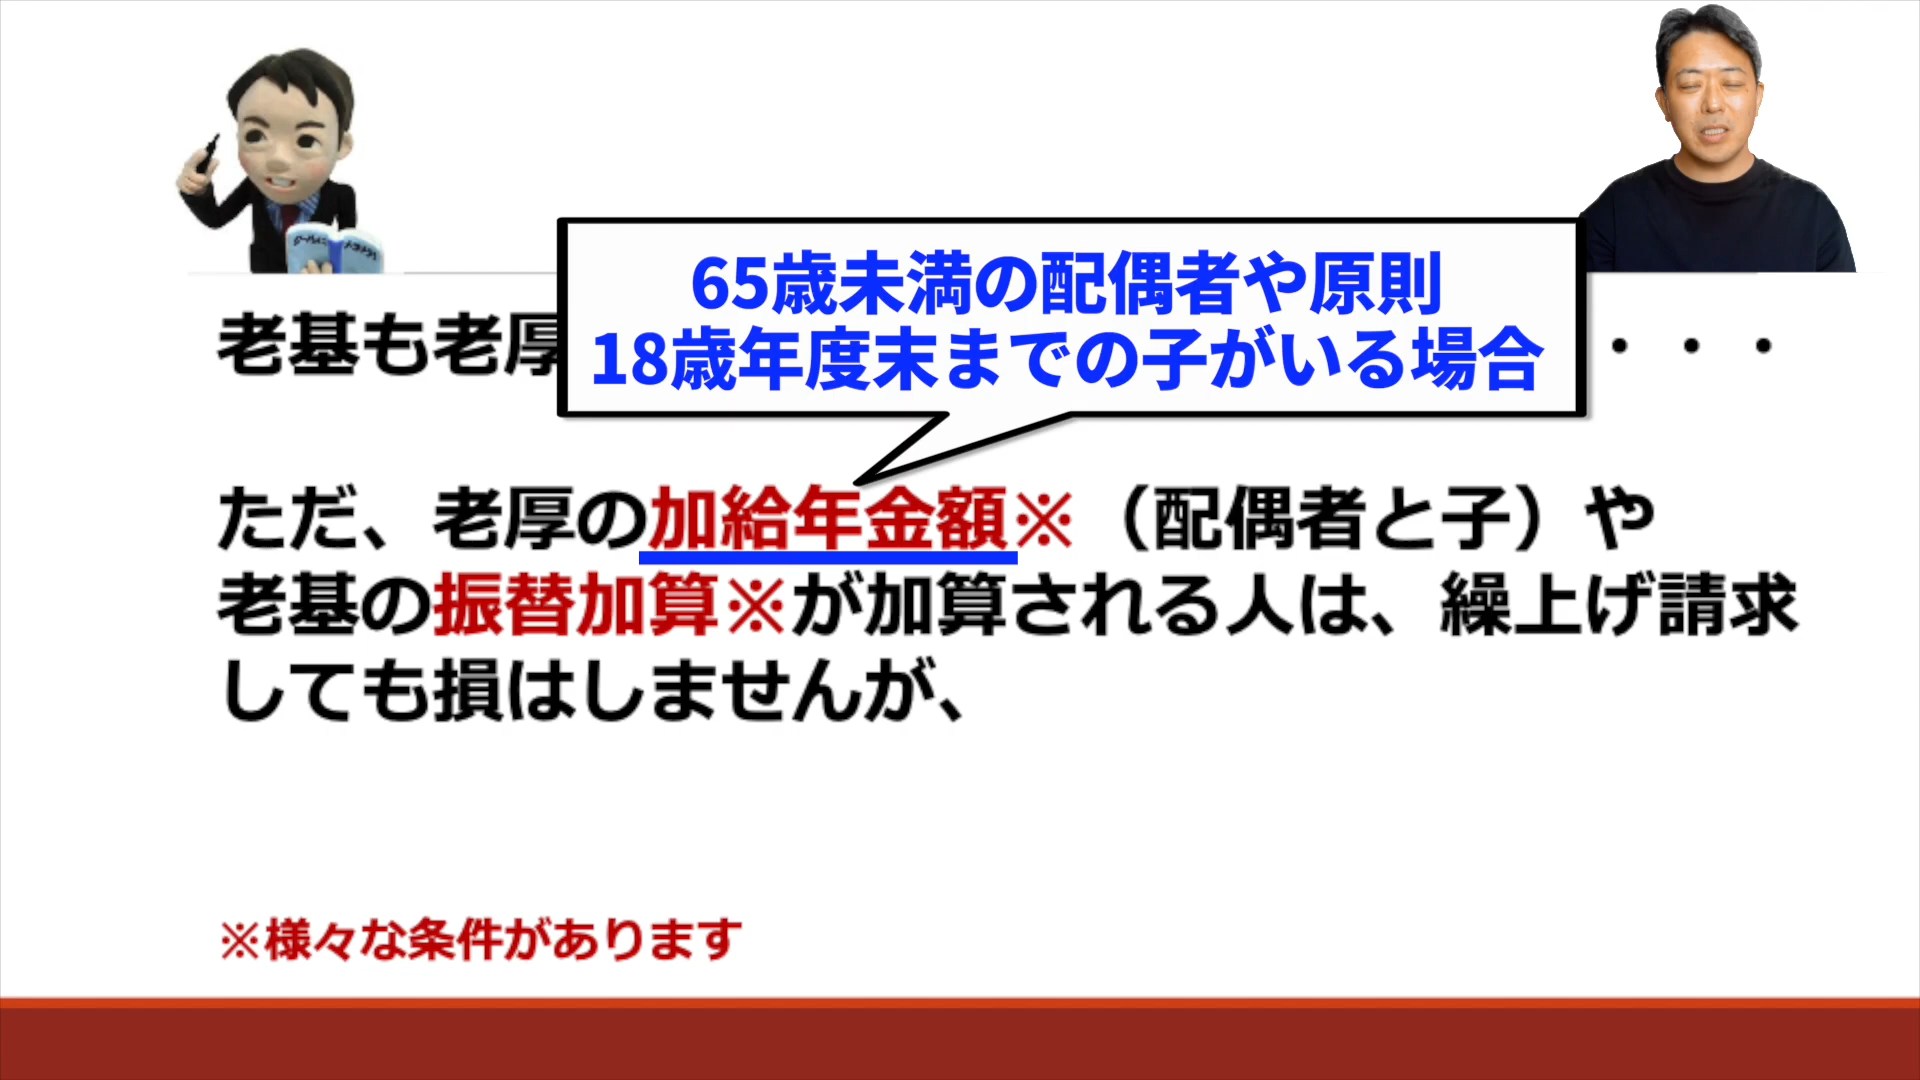 65歳未満の配偶者や原則
18歳年度末までの子がいる場合
老基も老厚
・・・
ただ、老厚の加給年金額※（配偶者と子）や
老基の振替加算※が加算される人は、繰上げ請求
しても損はしませんが、
※様々な条件があります